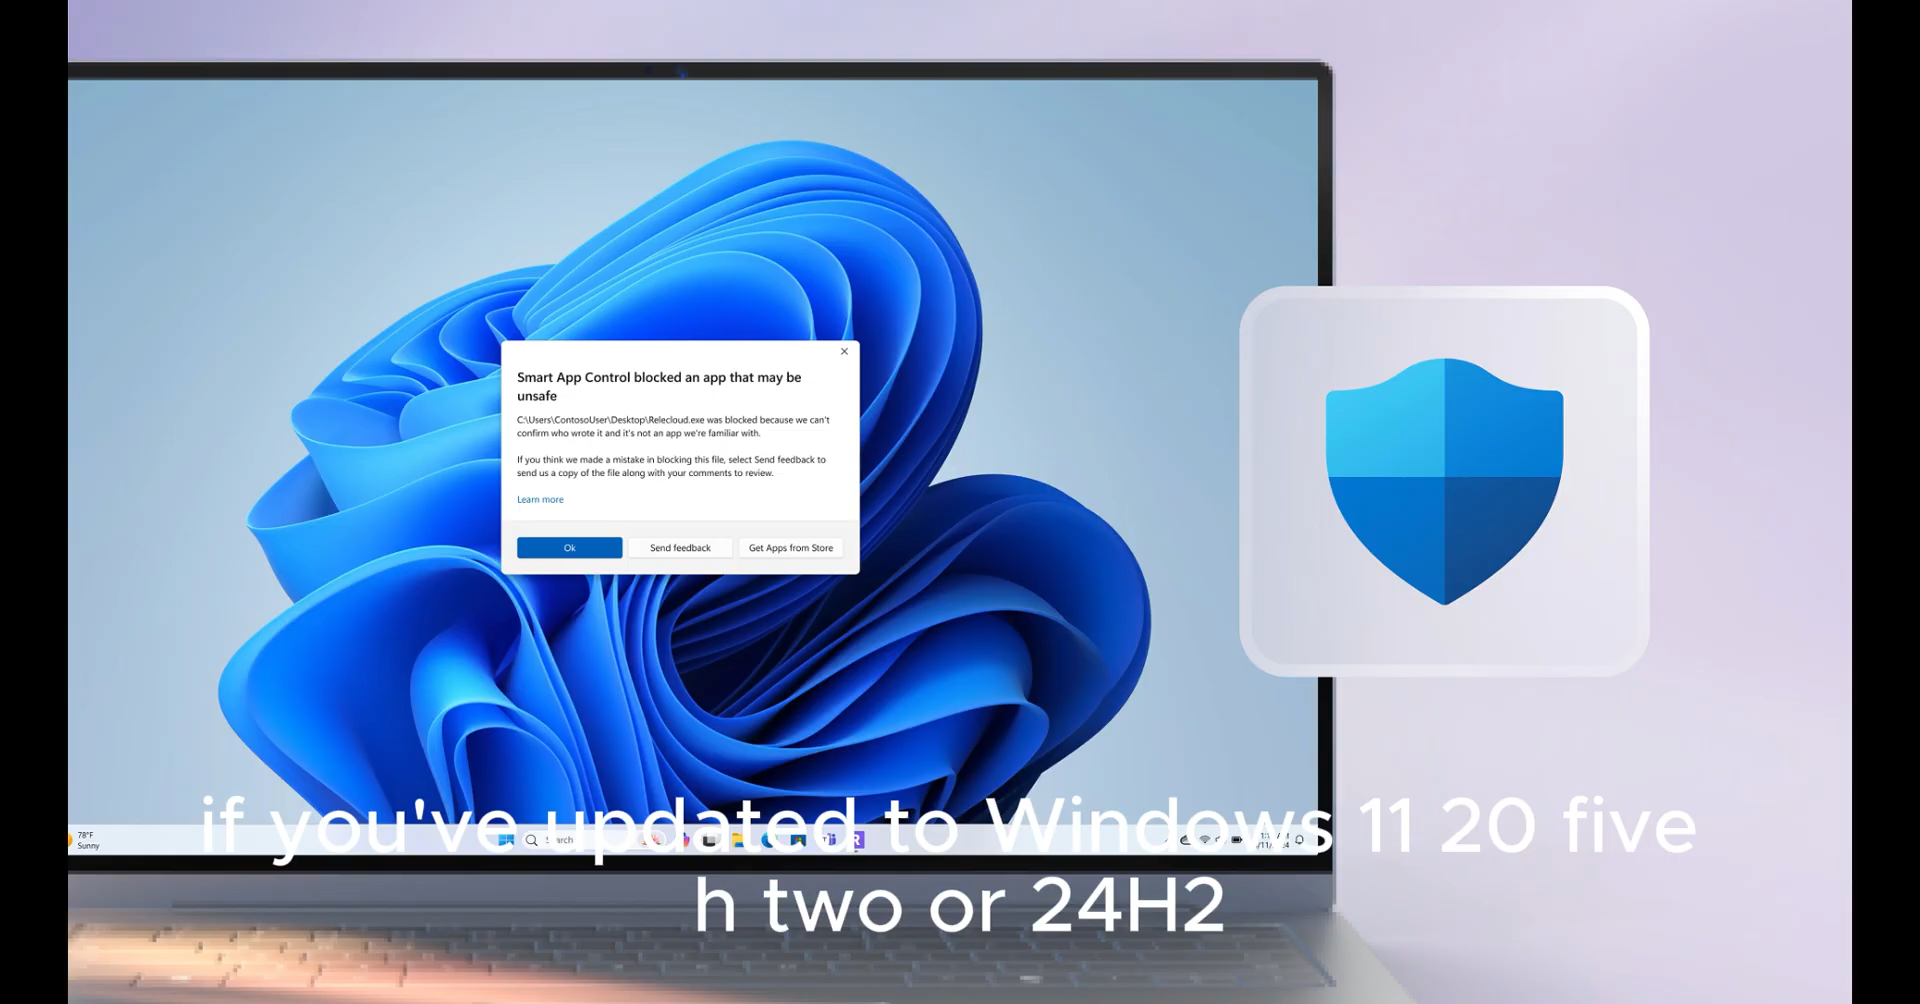 Smart App Control blocked an app that may be
unsafe
C:\Users\ContosoUser\Desktop\Relecloud.exe was blocked because we can't
confirm who wrote it and it's not an app we're familiar with.
If you think we made a mistake in blocking this file, select Send feedback to
send us a copy of the file along with your comments to review.
Learn more
Ok Send feedback Get Apps from Store
if you've updated to Windows 11 20 five
h two or 24H2
78°F
Sunny
Search